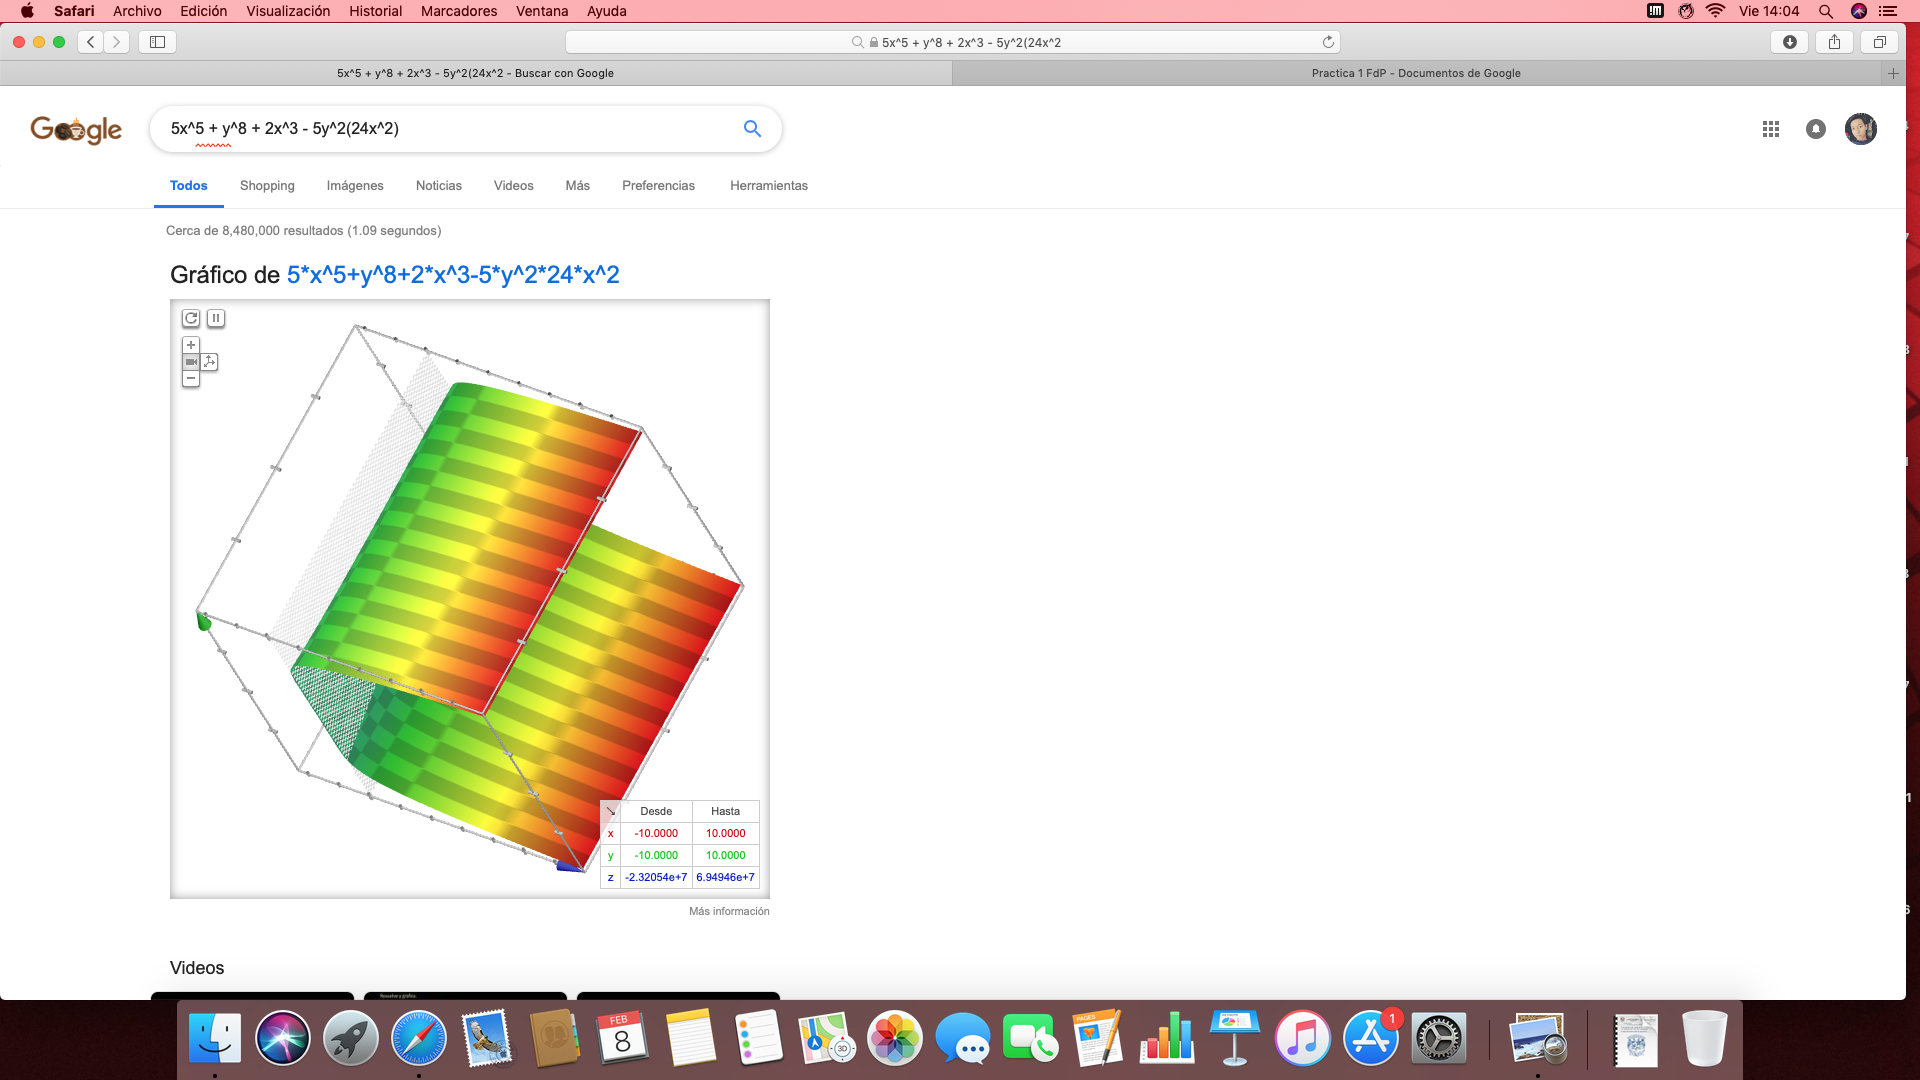 Safari Archivo Edición Visualización Historial Marcadores Ventana Ayuda Vie 14:04
5x^5 + y^8 + 2x^3 - 5y^2(24x^2
5x^5 + y^8 + 2x^3 - 5y^2(24x^2 - Buscar con Google
Practica 1 FdP - Documentos de Google
Google
5x^5 + y^8 + 2x^3 - 5y^2(24x^2)
Todos Shopping Imágenes Noticias Videos Más Preferencias Herramientas
Cerca de 8,480,000 resultados (1.09 segundos)
Gráfico de 5*x^5+y^8+2*x^3-5*y^2*24*x^2
Desde Hasta
x -10.0000 10.0000
y -10.0000 10.0000
z -2.32054e+7 6.94946e+7
Más información
Videos
Resuelve y grafica..
FEB
8
3D
PAGES
1